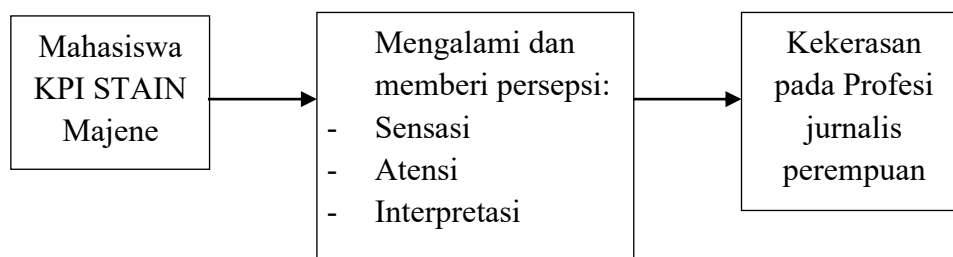 Mahasiswa
KPI STAIN
Majene
Mengalami dan
memberi persepsi:
- Sensasi
- Atensi
- Interpretasi
Kekerasan
pada Profesi
jurnalis
perempuan